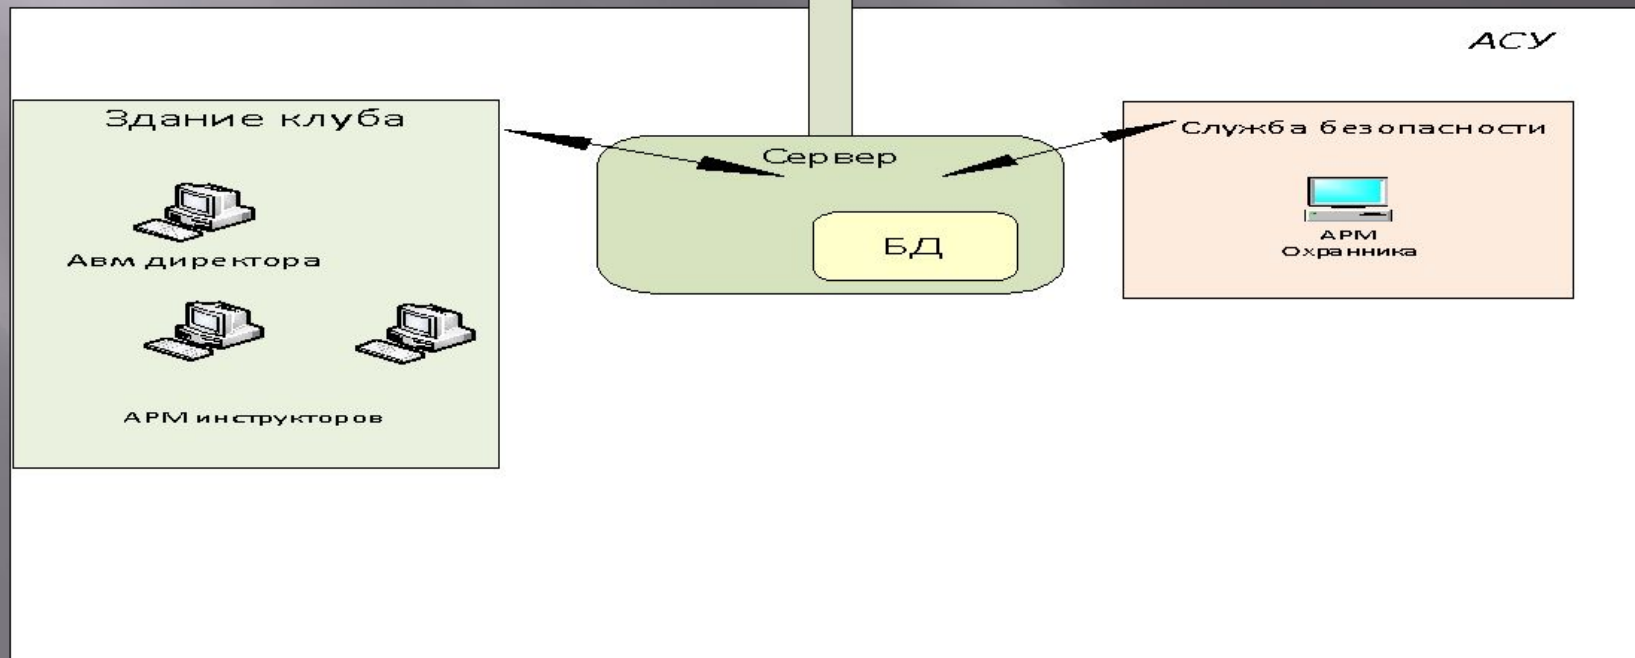 АСУ
Здание клуба
Авм директора
АРМ инструкторов
Сервер
БД
Служба безопасности
АРМ
Охранника